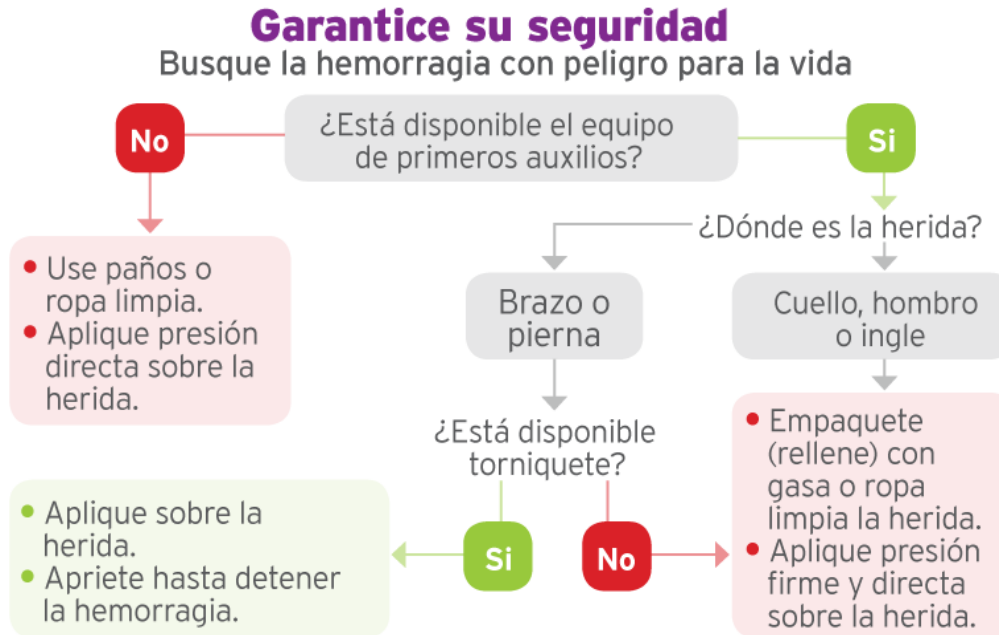 Garantice su seguridad
Busque la hemorragia con peligro para la vida
No
¿Está disponible el equipo
de primeros auxilios?
Si
¿Dónde es la herida?
• Use paños o
ropa limpia.
• Aplique presión
directa sobre la
herida.
Brazo o
pierna
Cuello, hombro
o ingle
¿Está disponible
torniquete?
• Empaquete
(rellene) con
gasa o ropa
limpia la herida.
• Aplique presión
firme y directa
sobre la herida.
• Aplique sobre la
herida.
• Apriete hasta detener
la hemorragia.
Si
No